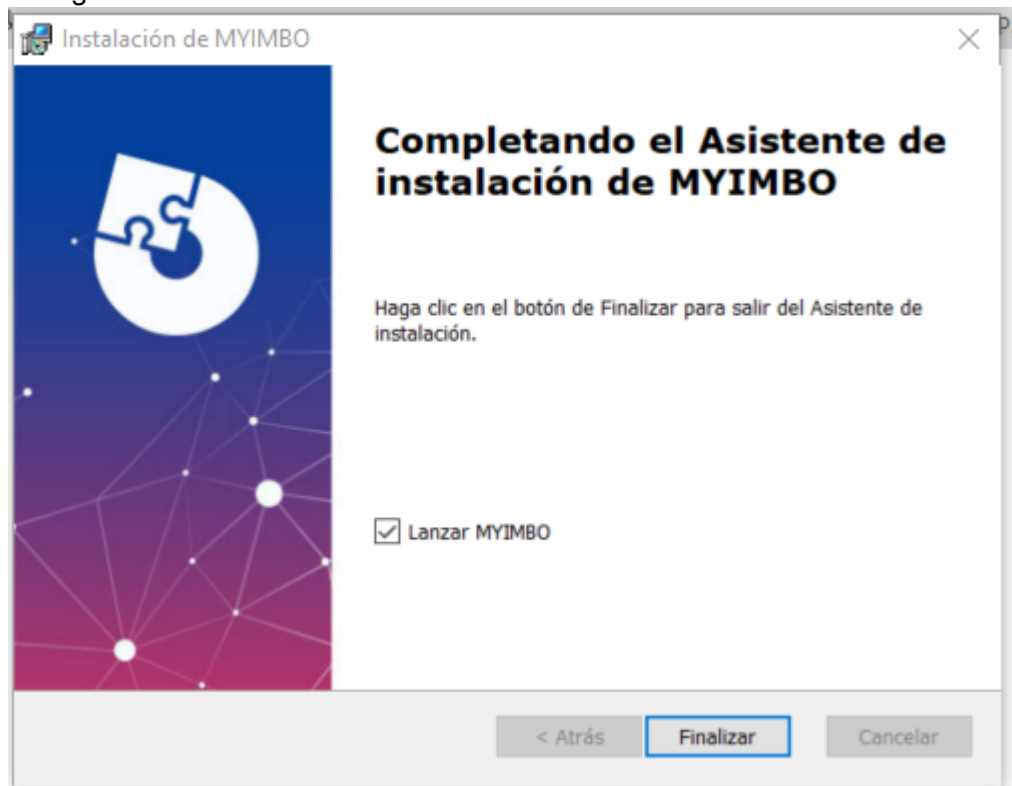 Instalación de MYIMBO
Completando el Asistente de
instalación de MYIMBO
Haga clic en el botón de Finalizar para salir del Asistente de
instalación.
Lanzar MYIMBO
< Atrás
Finalizar
Cancelar